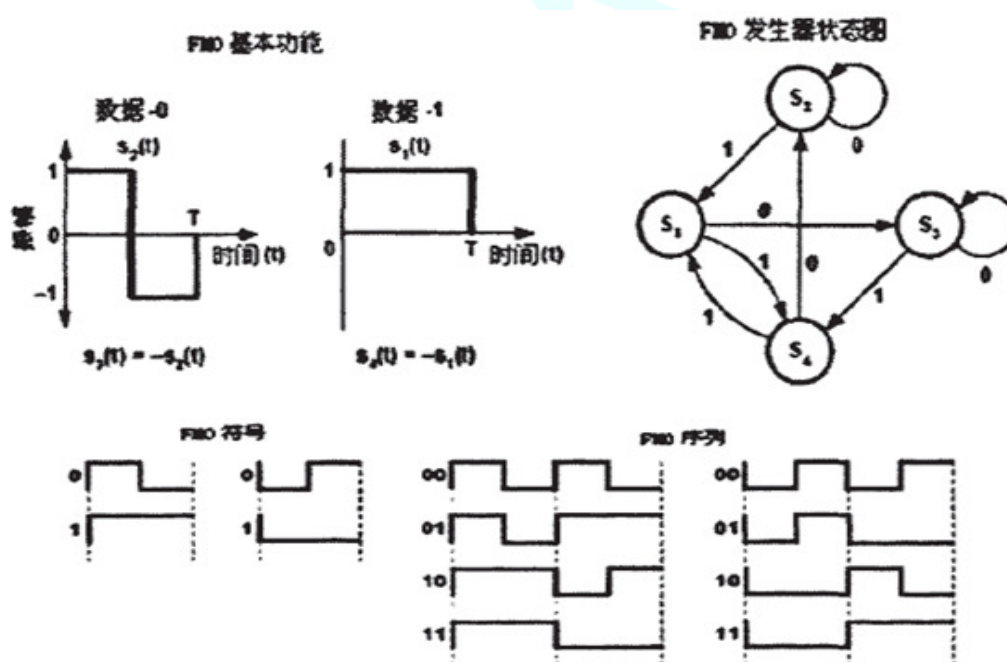 FM0 基本功能
FM0 发生器状态图
数据 -0
数据 -1
s₂(t)
s₁(t)
1
0
-1
T
时间(t)
1
0
T
时间(t)
s₃(t) = -s₂(t)
s₄(t) = -s₁(t)
S₂
0
1
S₁
0
S₃
0
1
0
1
1
S₄
FM0 符号
FM0 序列
0
0
1
1
00
00
01
01
10
10
11
11